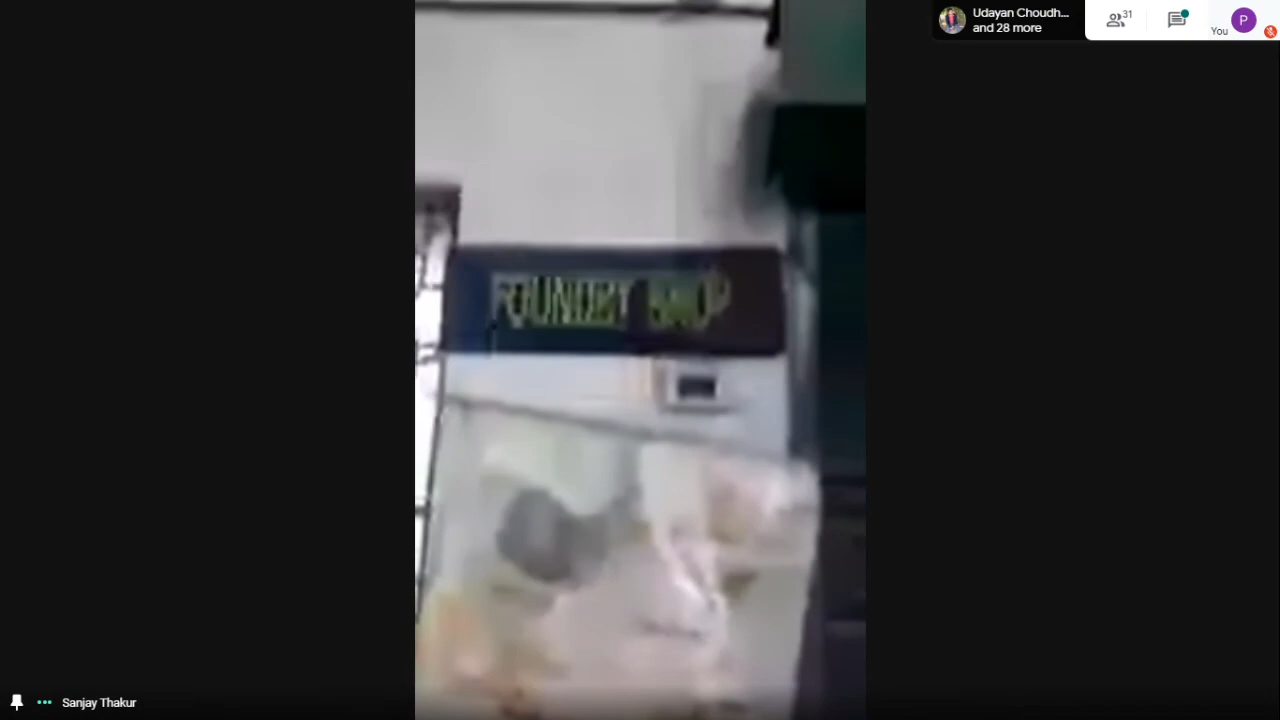 Udayan Choudh...
and 28 more
31
You
P
FOUNDRY SHOP
Sanjay Thakur